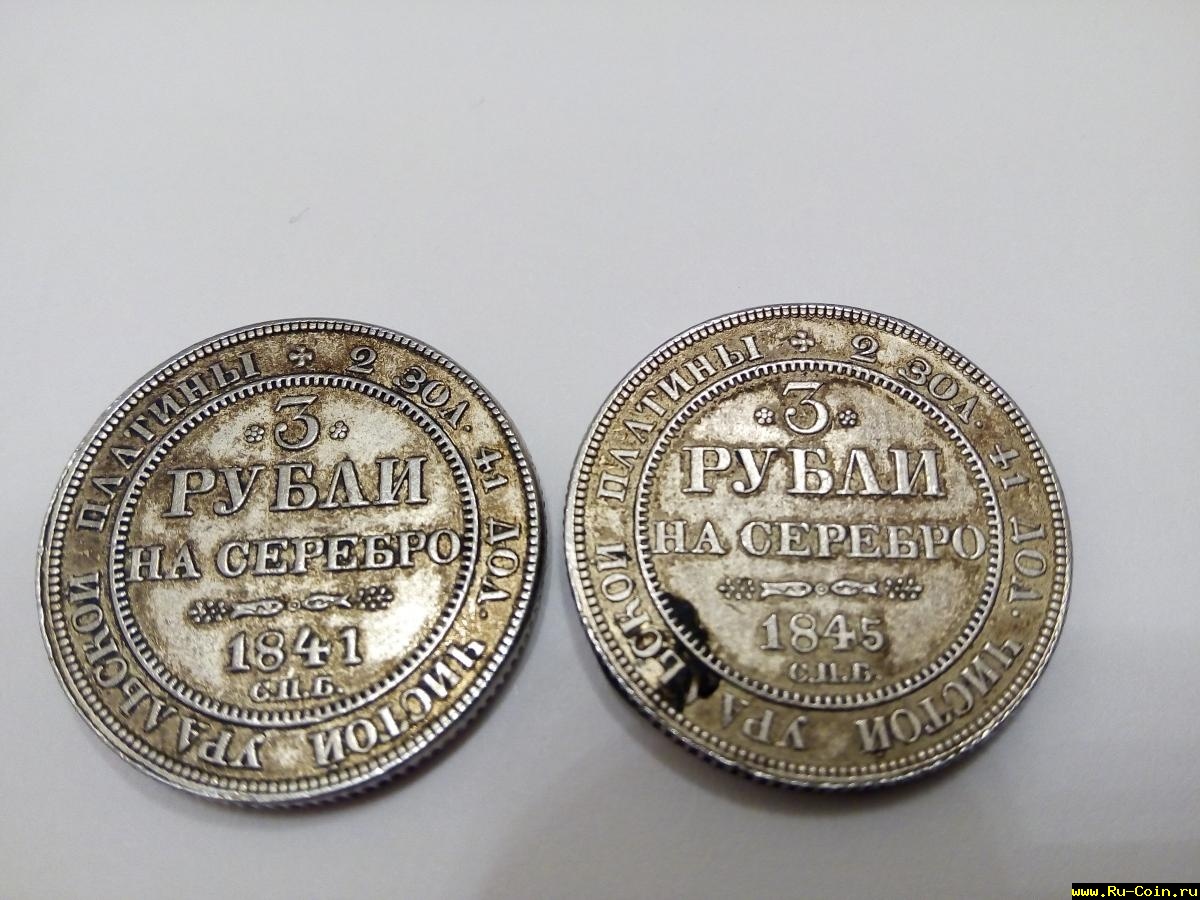 2 ЗОЛ. 41 ДОЛ. ЧИСТОЙ УРАЛЬСКОЙ ПЛАТИНЫ
3
РУБЛИ
НА СЕРЕБРО
1841
С.П.Б.
2 ЗОЛ. 41 ДОЛ. ЧИСТОЙ УРАЛЬСКОЙ ПЛАТИНЫ
3
РУБЛИ
НА СЕРЕБРО
1845
С.П.Б.
www.Ru-Coin.ru